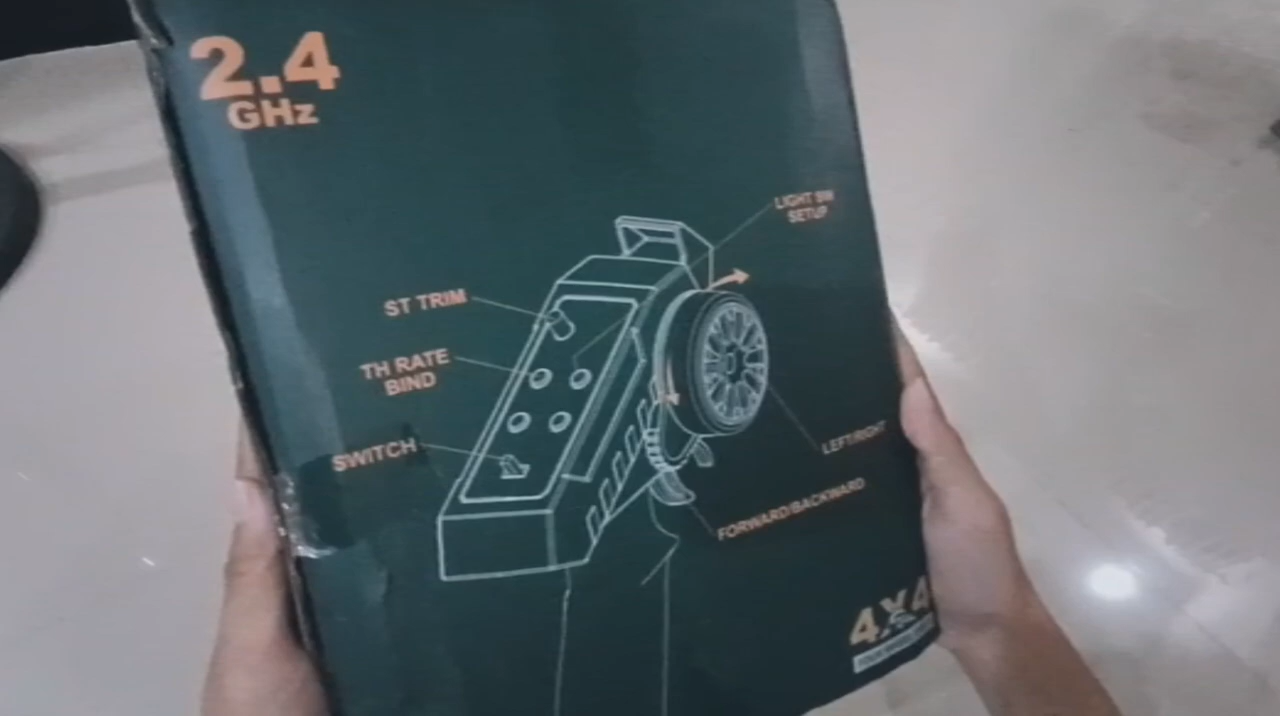 2.4
GHz
LIGHT SW
SETUP
ST TRIM
TH RATE
BIND
SWITCH
LEFT/RIGHT
FORWARD/BACKWARD
4X4